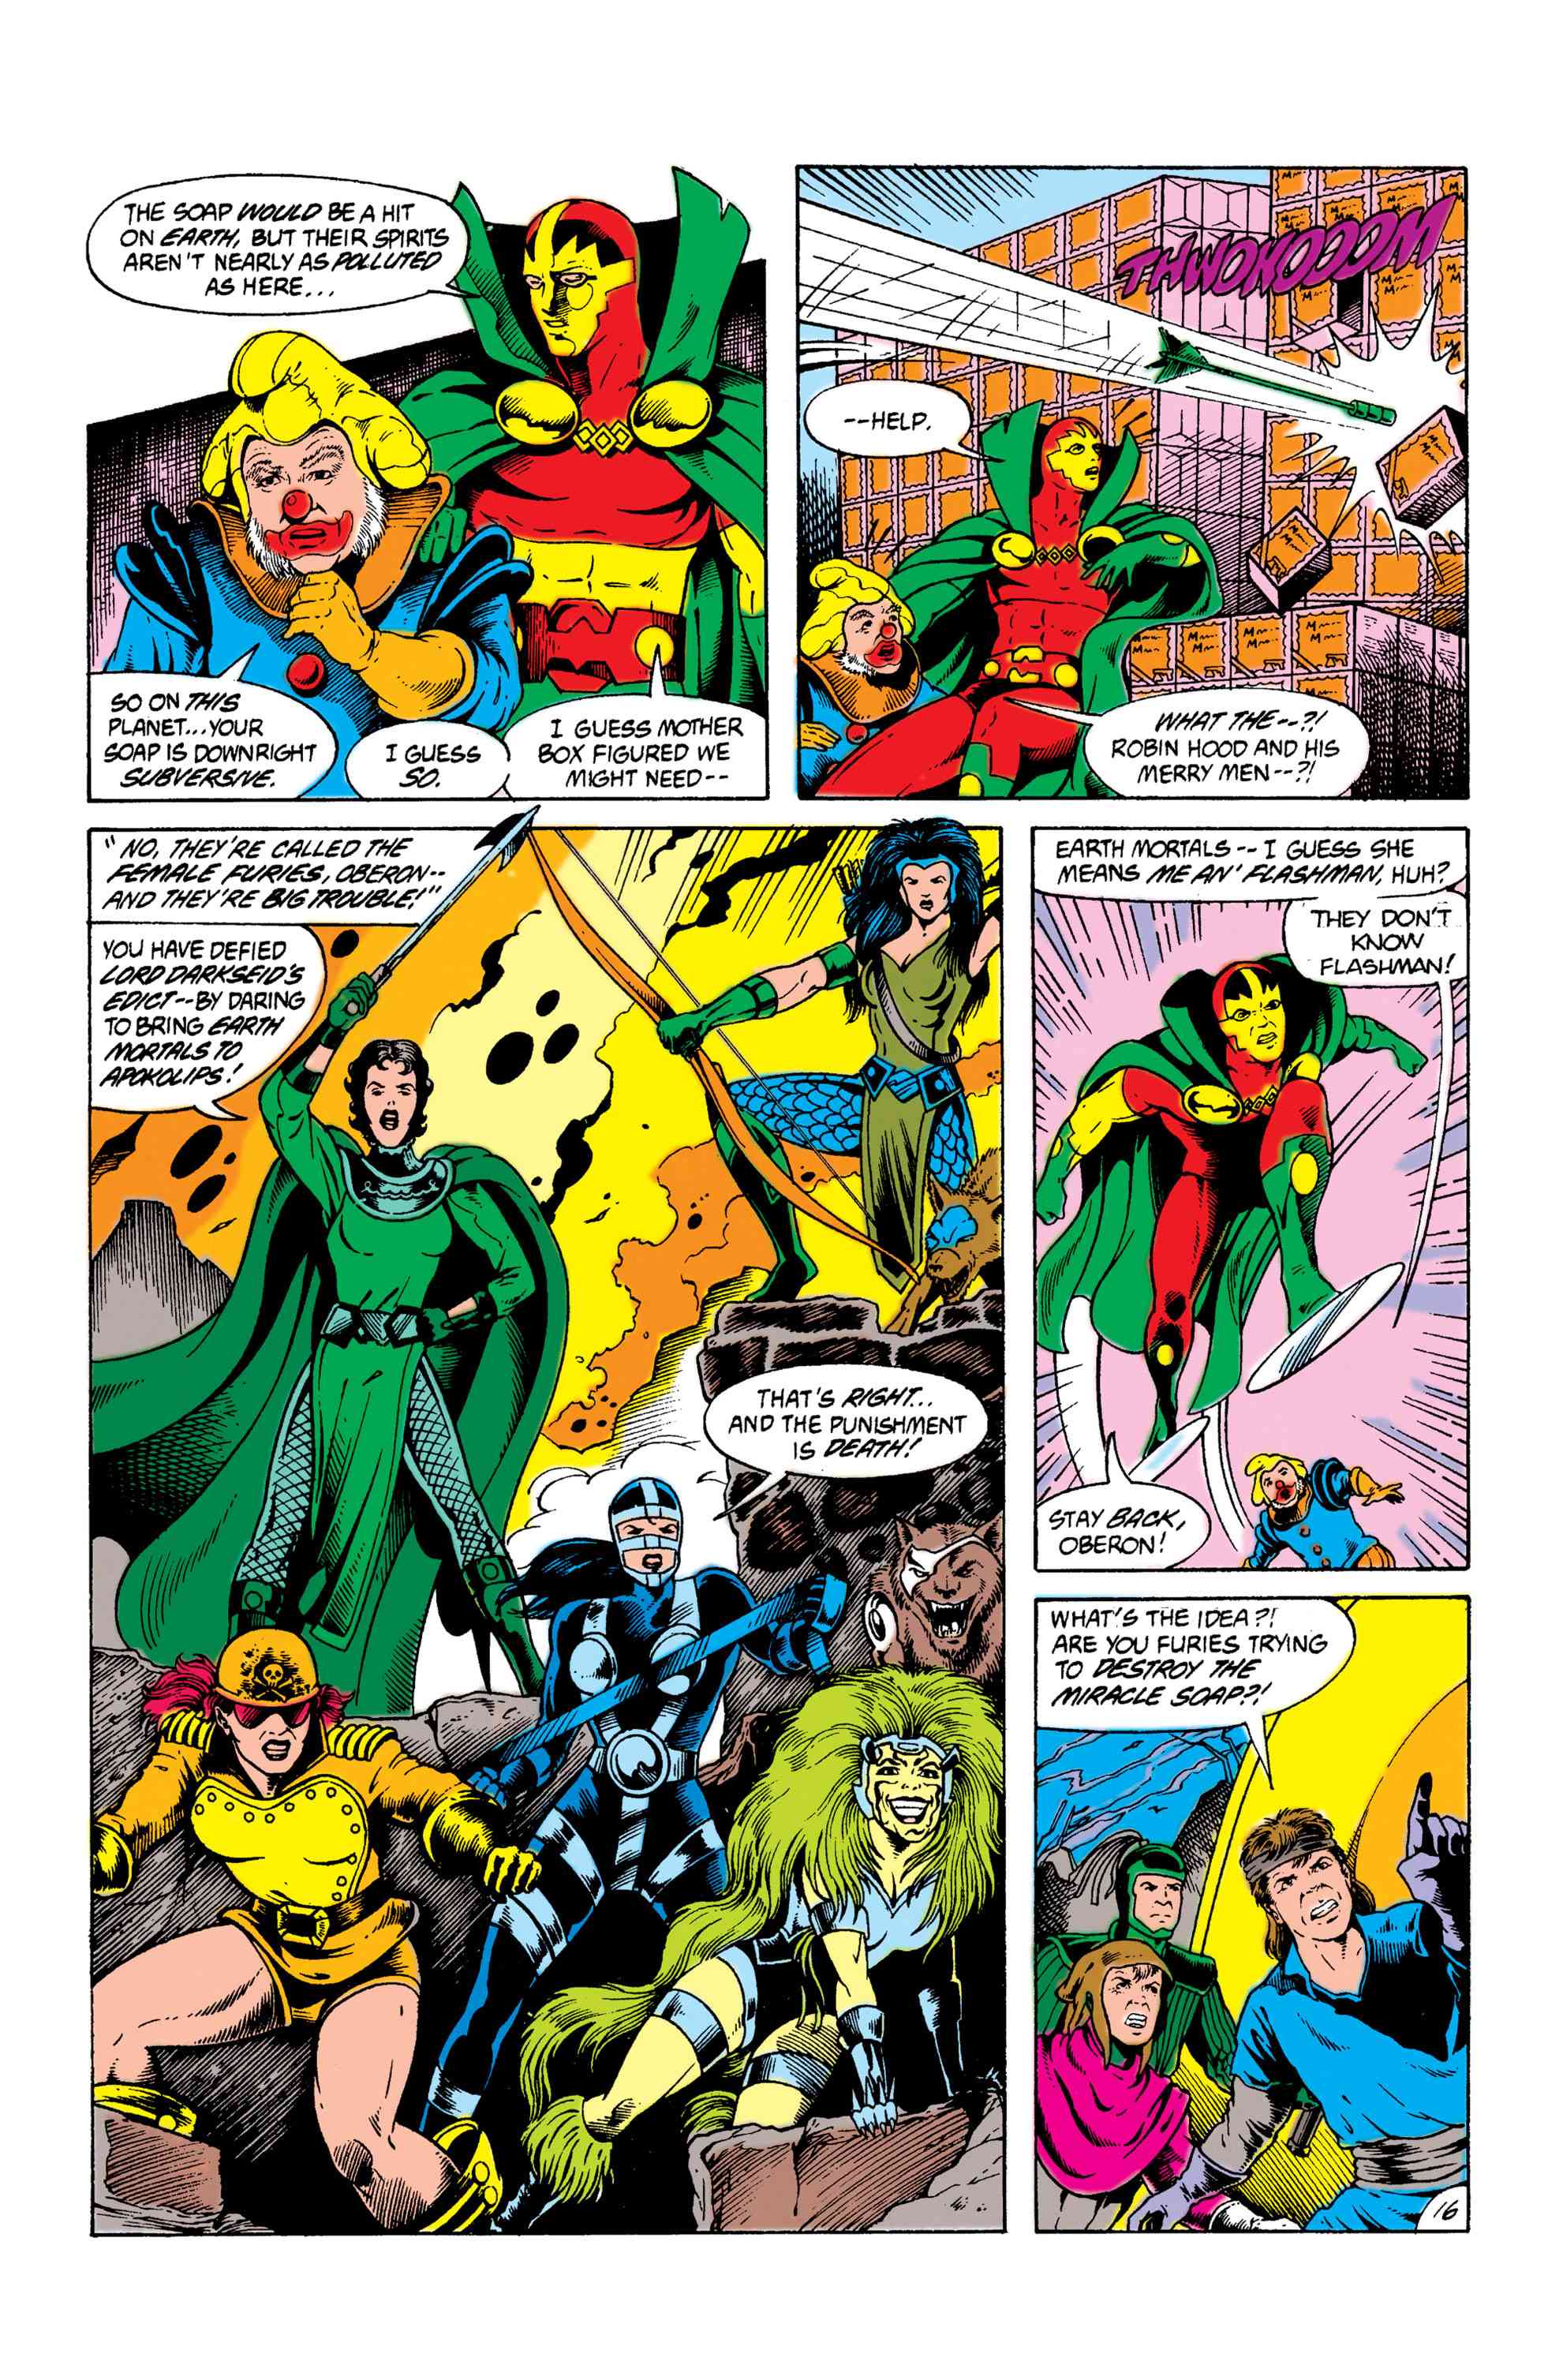 THE SOAP WOULD BE A HIT
ON EARTH, BUT THEIR SPIRITS
AREN'T NEARLY AS POLLUTED
AS HERE...
SO ON THIS
PLANET...YOUR
SOAP IS DOWNRIGHT
SUBVERSIVE.
I GUESS
SO.
I GUESS MOTHER
BOX FIGURED WE
MIGHT NEED--
THWONOOOM
--HELP.
WHAT THE--?!
ROBIN HOOD AND HIS
MERRY MEN--?!
"NO, THEY'RE CALLED THE
FEMALE FURIES, OBERON--
AND THEY'RE BIG TROUBLE!"
YOU HAVE DEFIED
LORD DARKSEID'S
EDICT--BY DARING
TO BRING EARTH
MORTALS TO
APOKOLIPS!
THAT'S RIGHT...
AND THE PUNISHMENT
IS DEATH!
EARTH MORTALS-- I GUESS SHE
MEANS ME AN' FLASHMAN, HUH?
THEY DON'T
KNOW
FLASHMAN!
STAY BACK,
OBERON!
WHAT'S THE IDEA?!
ARE YOU FURIES TRYING
TO DESTROY THE
MIRACLE SOAP?!
16